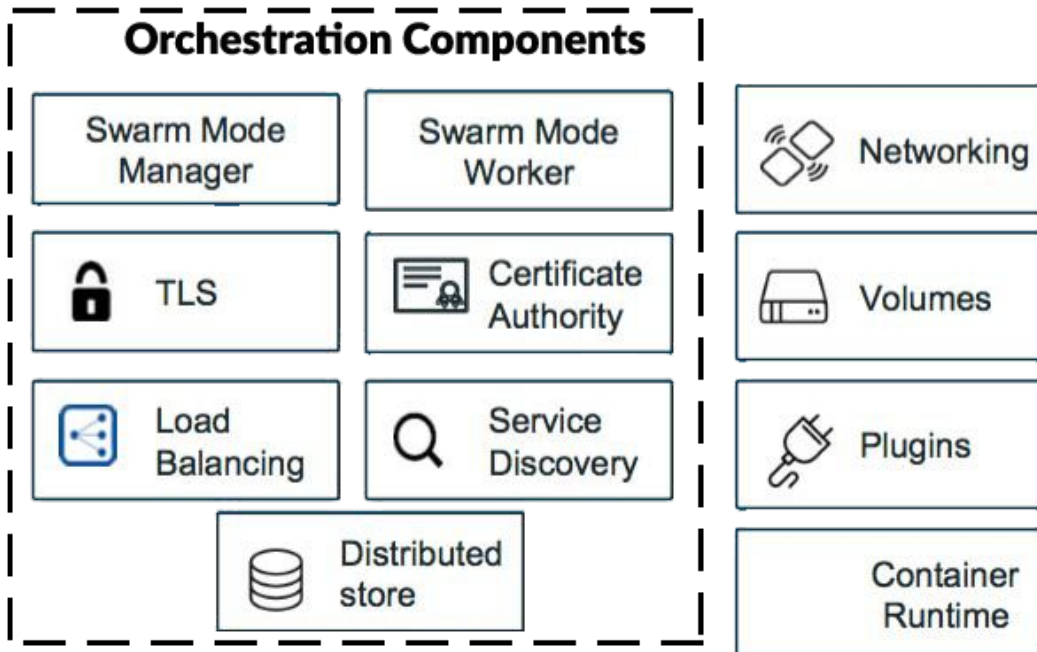 Orchestration Components
Swarm Mode
Manager
Swarm Mode
Worker
TLS
Certificate
Authority
Load
Balancing
Service
Discovery
Distributed
store
Networking
Volumes
Plugins
Container
Runtime